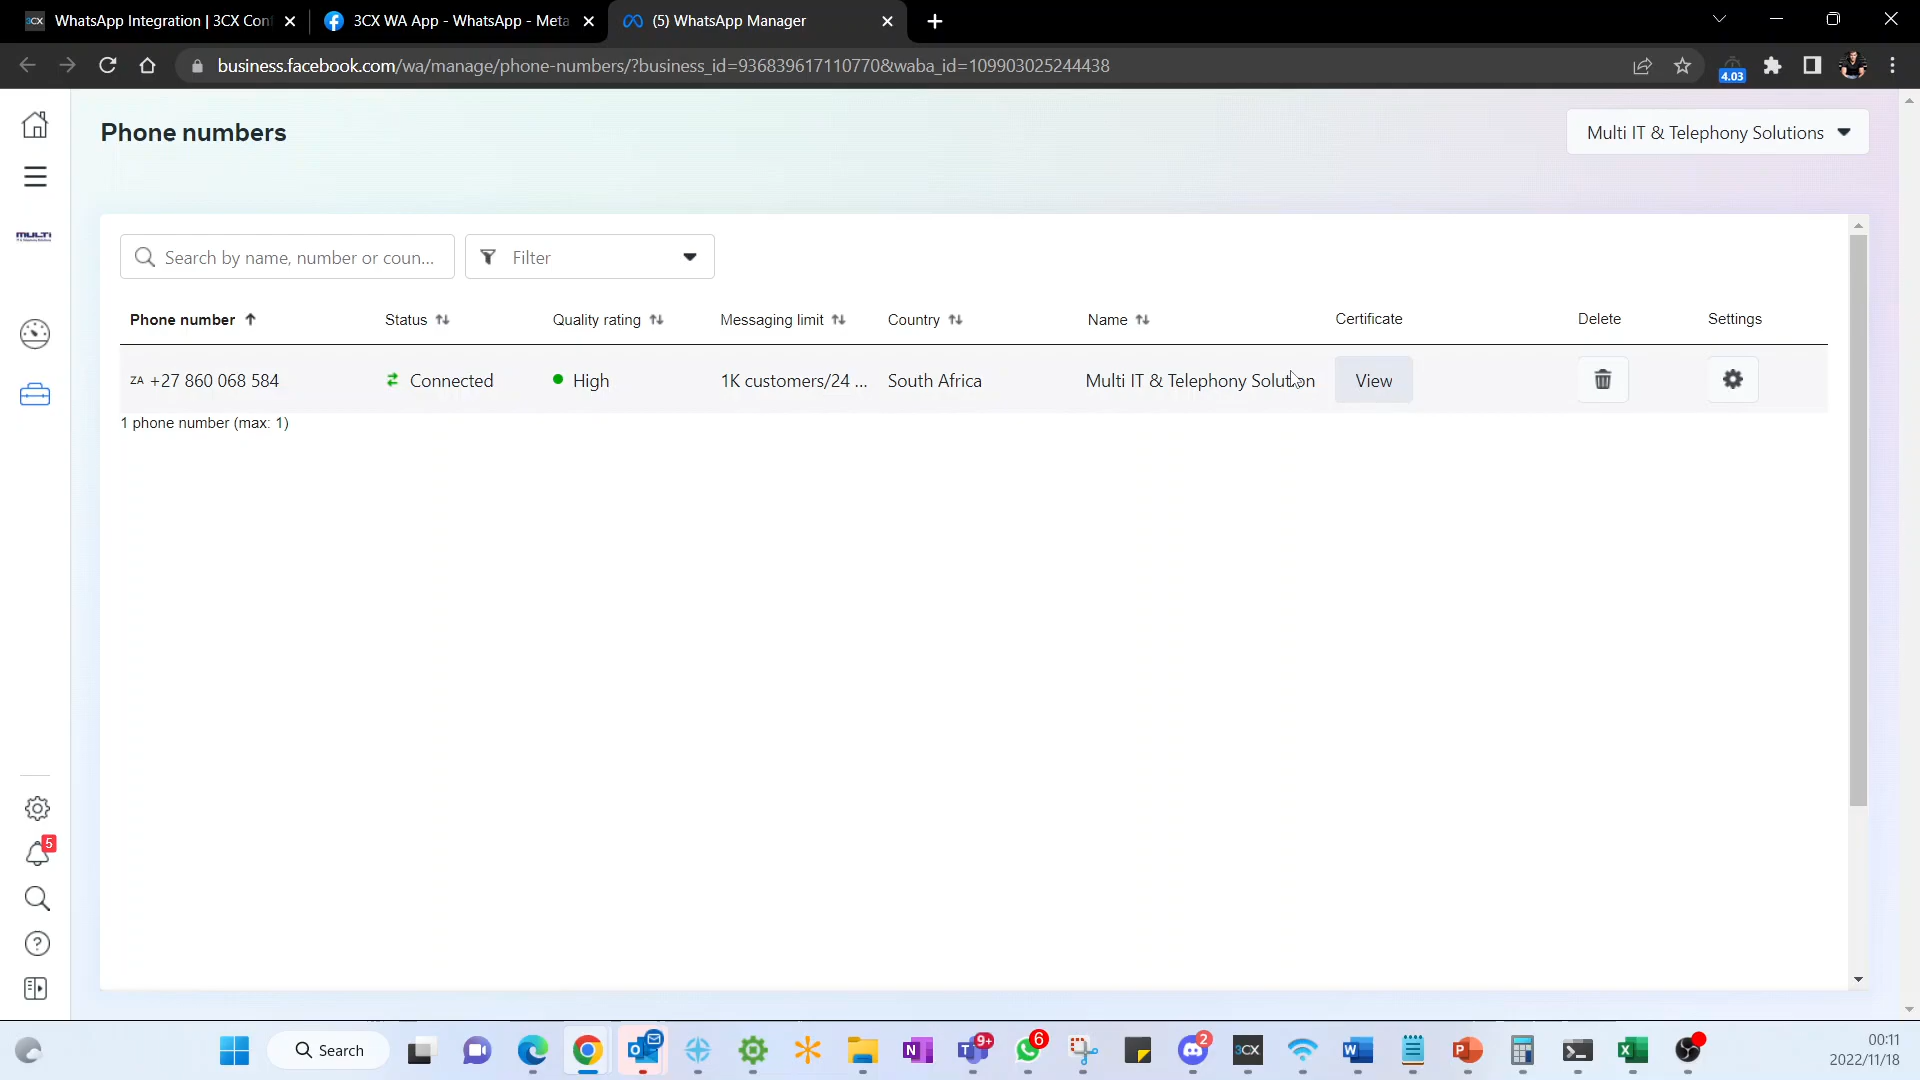 3CX WhatsApp Integration | 3CX Con
3CX WA App - WhatsApp - Meta
(5) WhatsApp Manager
business.facebook.com/wa/manage/phone-numbers/?business_id=936839617110770&waba_id=109903025244438
4.03
Phone numbers
Multi IT & Telephony Solutions
MULTI
Search by name, number or coun...
Filter
Phone number Status Quality rating Messaging limit Country Name Certificate Delete Settings
ZA +27 860 068 584 Connected High 1K customers/24 ... South Africa Multi IT & Telephony Solution View
1 phone number (max: 1)
5
Search
9+
6
2
3CX
00:11
2022/11/18